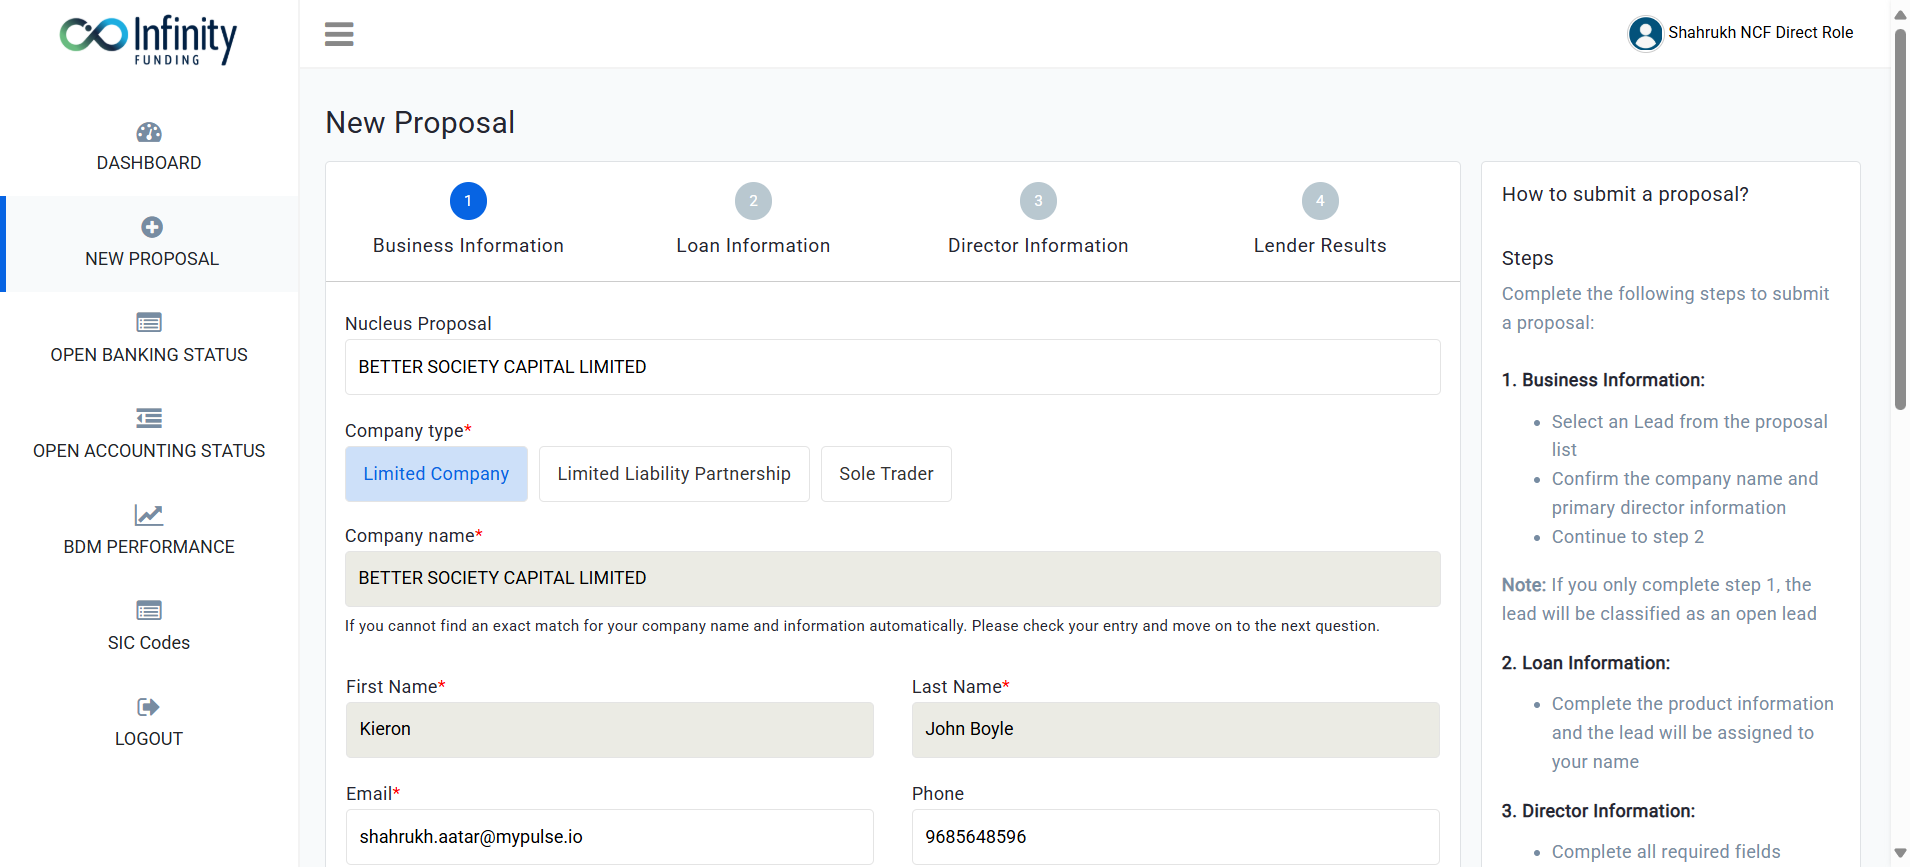 Infinity
FUNDING
Shahrukh NCF Direct Role
DASHBOARD
NEW PROPOSAL
OPEN BANKING STATUS
OPEN ACCOUNTING STATUS
BDM PERFORMANCE
SIC Codes
LOGOUT
New Proposal
1
Business Information
2
Loan Information
3
Director Information
4
Lender Results
Nucleus Proposal
BETTER SOCIETY CAPITAL LIMITED
Company type*
Limited Company
Limited Liability Partnership
Sole Trader
Company name*
BETTER SOCIETY CAPITAL LIMITED
If you cannot find an exact match for your company name and information automatically. Please check your entry and move on to the next question.
First Name*
Kieron
Last Name*
John Boyle
Email*
shahrukh.aatar@mypulse.io
Phone
9685648596
How to submit a proposal?
Steps
Complete the following steps to submit
a proposal:
1. Business Information:
• Select an Lead from the proposal
list
• Confirm the company name and
primary director information
• Continue to step 2
Note: If you only complete step 1, the
lead will be classified as an open lead
2. Loan Information:
• Complete the product information
and the lead will be assigned to
your name
3. Director Information:
• Complete all required fields